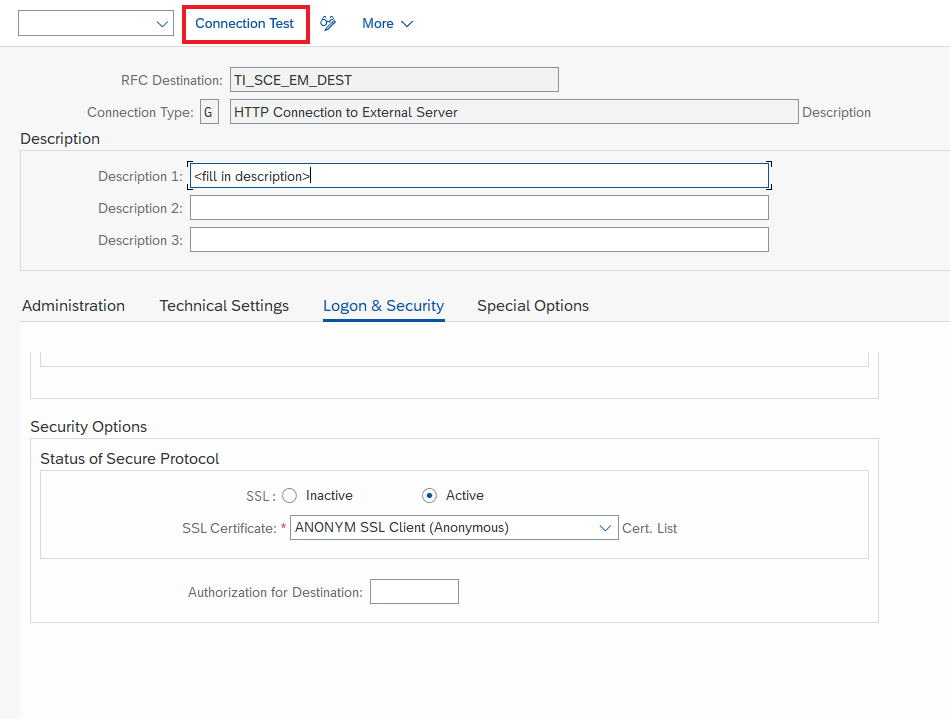 Connection Test More
RFC Destination: TI_SCE_EM_DEST
Connection Type: G HTTP Connection to External Server Description
Description
Description 1: <fill in description>
Description 2:
Description 3:
Administration Technical Settings Logon & Security Special Options
Security Options
Status of Secure Protocol
SSL : Inactive Active
SSL Certificate: * ANONYM SSL Client (Anonymous) Cert. List
Authorization for Destination: